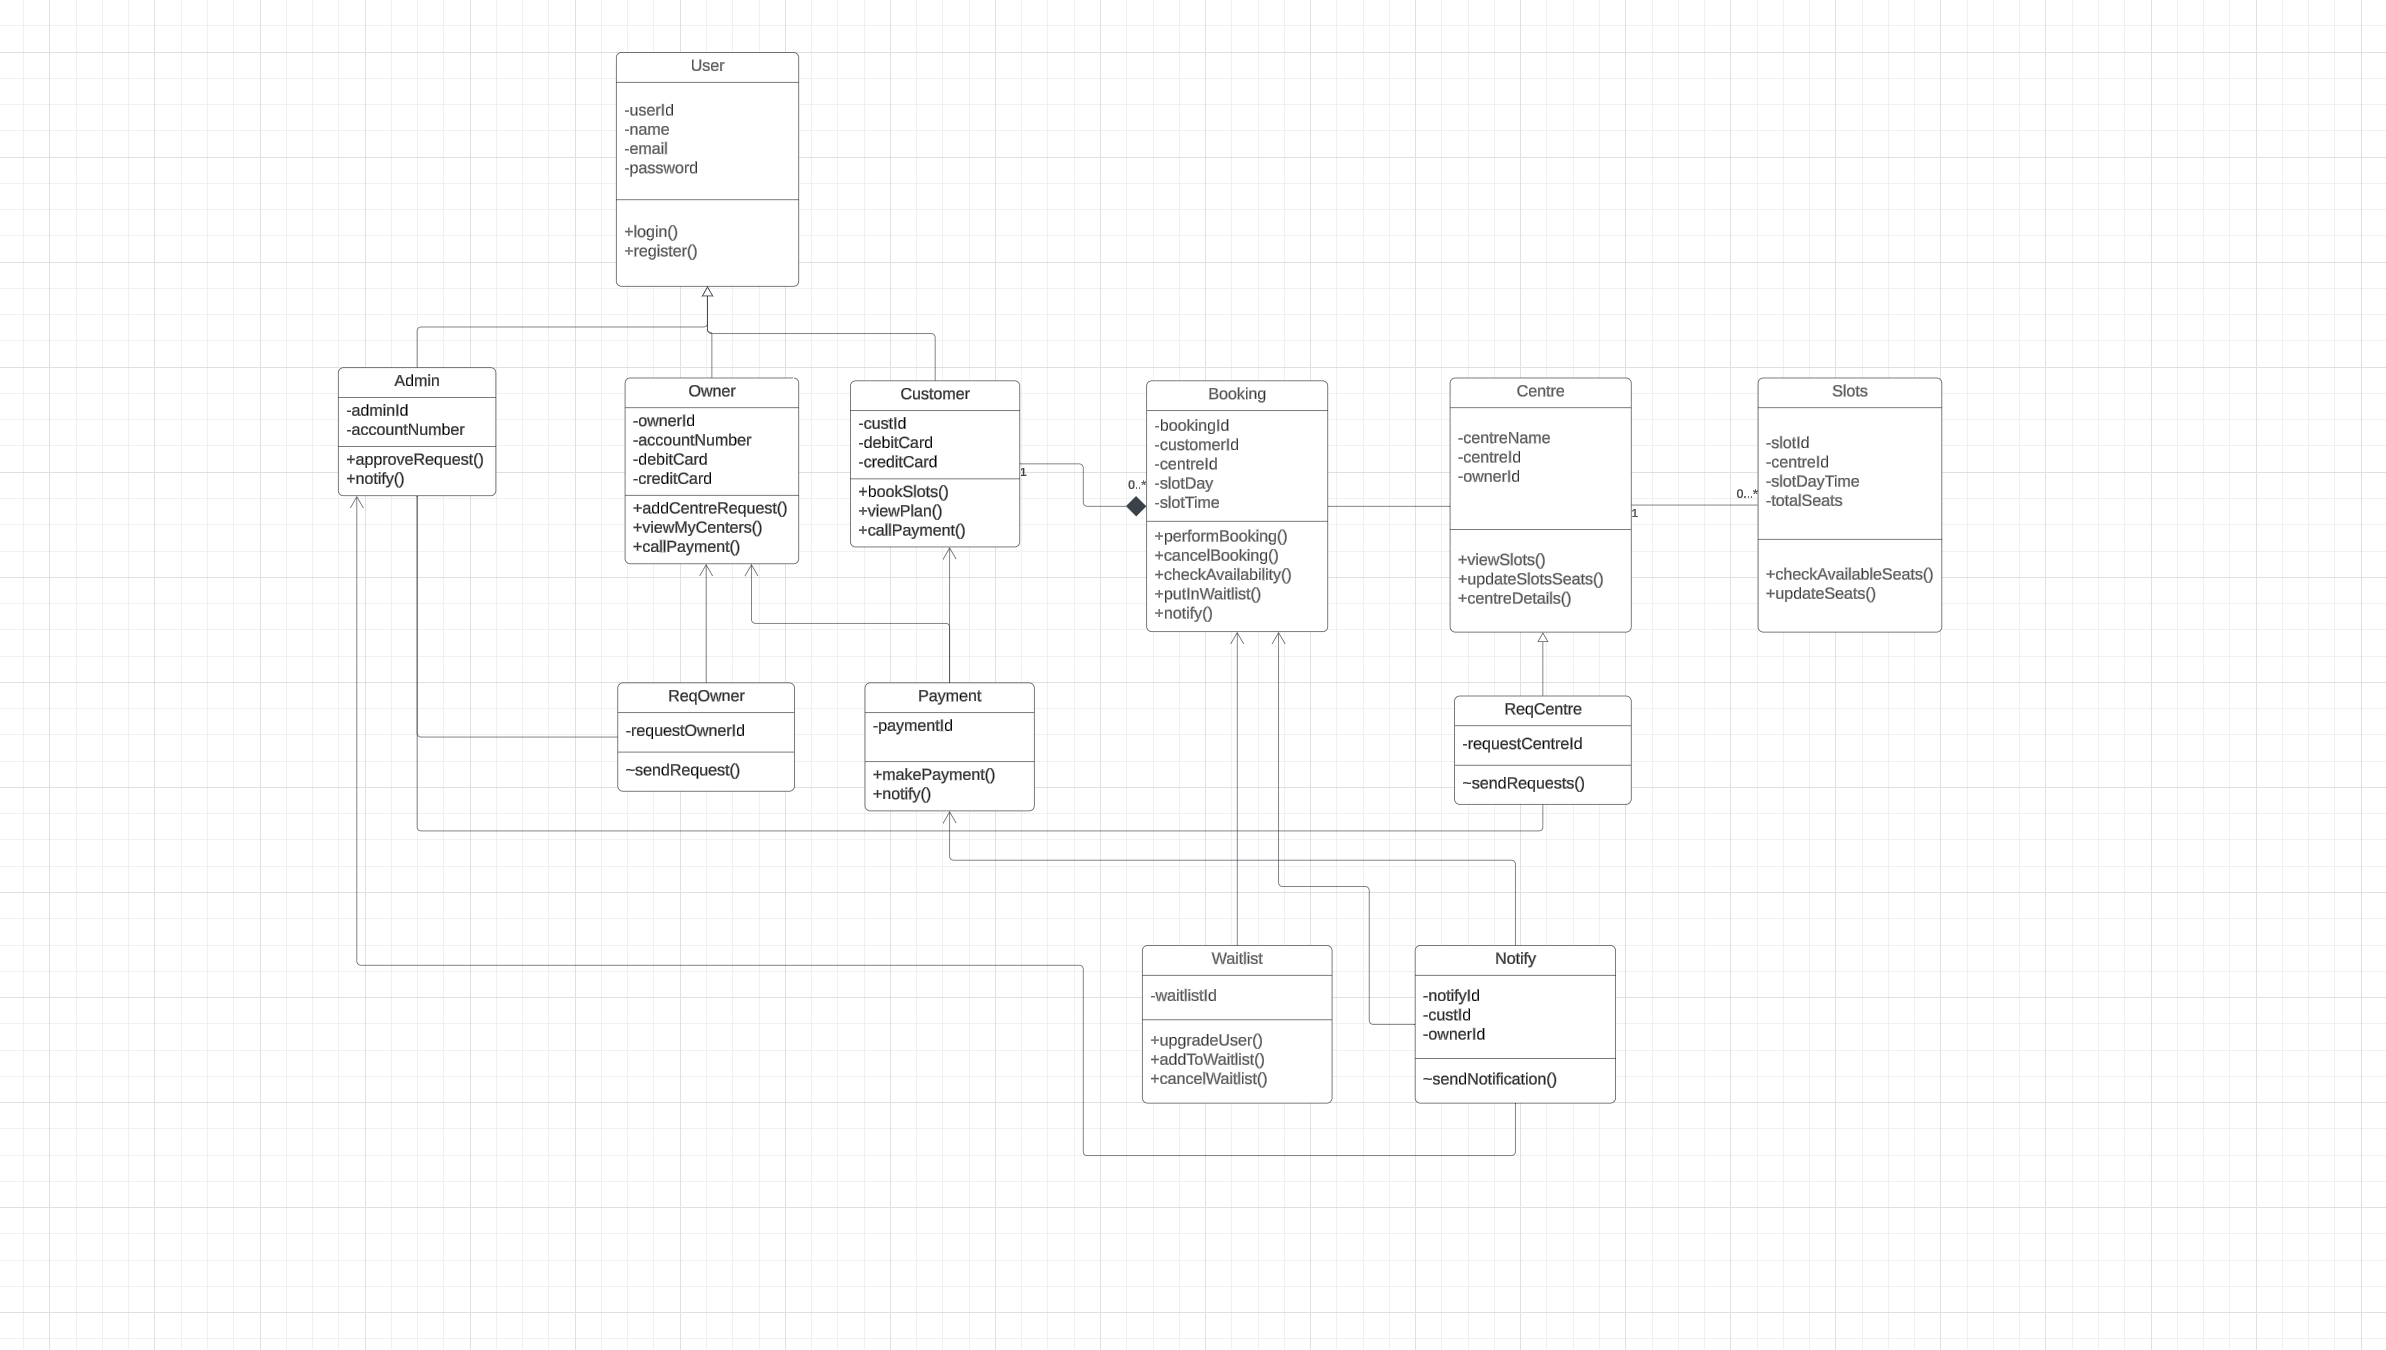 User
-userId
-name
-email
-password
+login()
+register()
Admin
-adminId
-accountNumber
+approveRequest()
+notify()
Owner
-ownerId
-accountNumber
-debitCard
-creditCard
+addCentreRequest()
+viewMyCenters()
+callPayment()
Customer
-custId
-debitCard
-creditCard
+bookSlots()
+viewPlan()
+callPayment()
1
0..*
Booking
-bookingId
-customerId
-centreId
-slotDay
-slotTime
+performBooking()
+cancelBooking()
+checkAvailability()
+putInWaitlist()
+notify()
Centre
-centreName
-centreId
-ownerId
+viewSlots()
+updateSlotsSeats()
+centreDetails()
1
0...*
Slots
-slotId
-centreId
-slotDayTime
-totalSeats
+checkAvailableSeats()
+updateSeats()
ReqOwner
-requestOwnerId
~sendRequest()
Payment
-paymentId
+makePayment()
+notify()
ReqCentre
-requestCentreId
~sendRequests()
Waitlist
-waitlistId
+upgradeUser()
+addToWaitlist()
+cancelWaitlist()
Notify
-notifyId
-custId
-ownerId
~sendNotification()